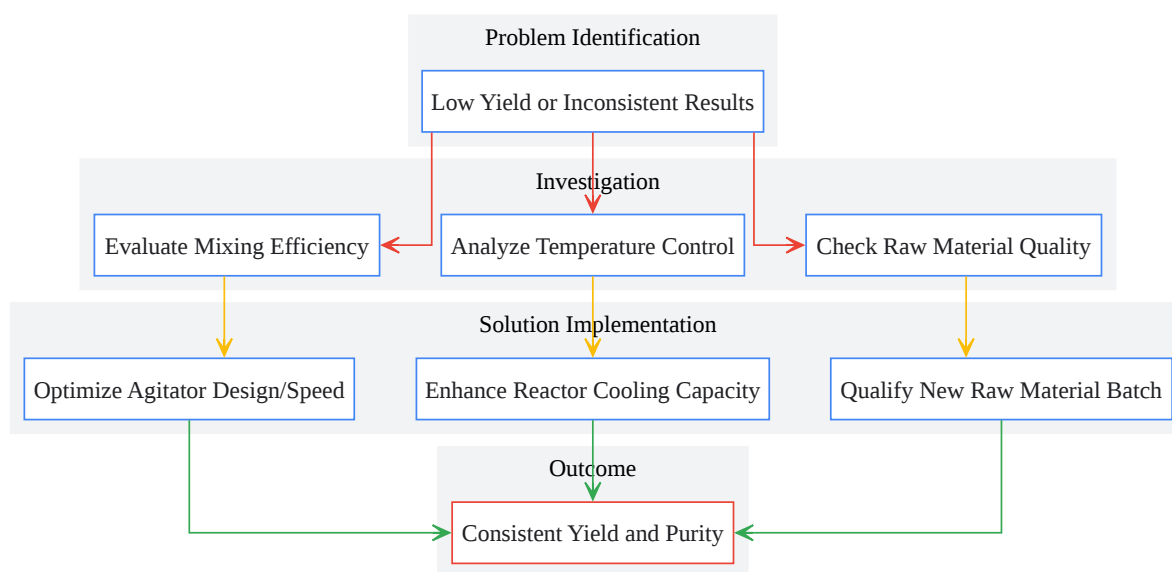 Problem Identification
Low Yield or Inconsistent Results
Investigation
Evaluate Mixing Efficiency
Analyze Temperature Control
Check Raw Material Quality
Solution Implementation
Optimize Agitator Design/Speed
Enhance Reactor Cooling Capacity
Qualify New Raw Material Batch
Outcome
Consistent Yield and Purity